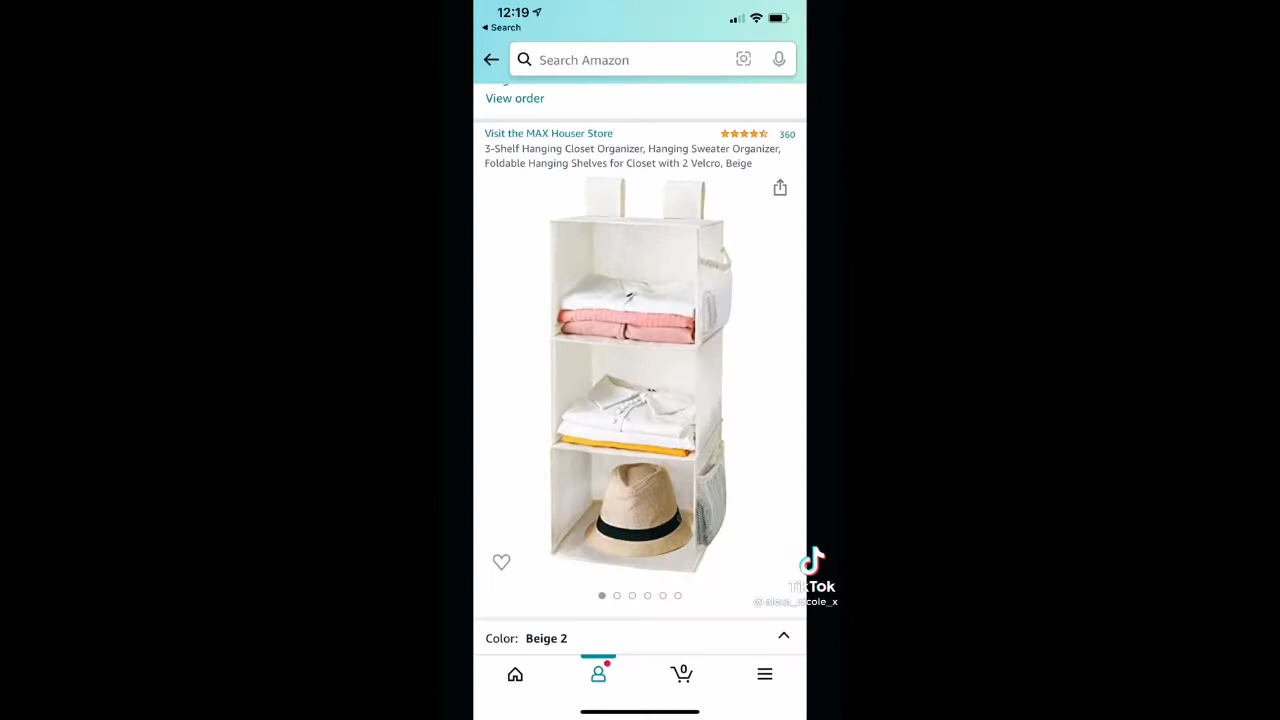 12:19
Search
Search Amazon
View order
Visit the MAX Houser Store
360
3-Shelf Hanging Closet Organizer, Hanging Sweater Organizer,
Foldable Hanging Shelves for Closet with 2 Velcro, Beige
TikTok
Color: Beige 2
0